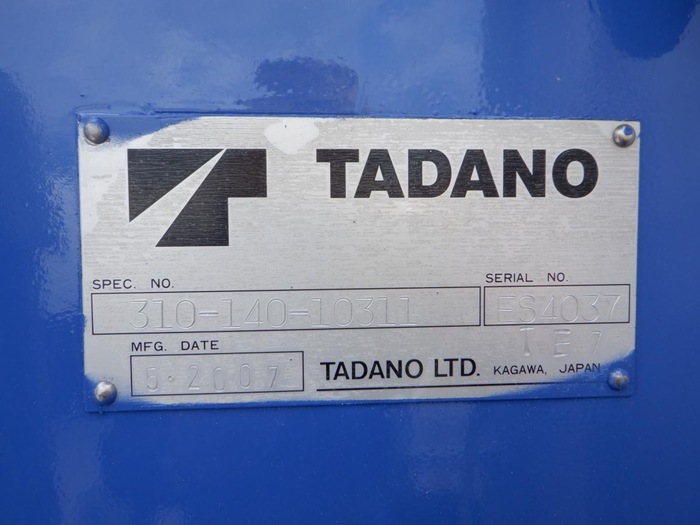 TADANO
SPEC. NO.
310-140-10311
SERIAL NO.
FS4037
MFG. DATE
5·2007
TADANO LTD. KAGAWA, JAPAN